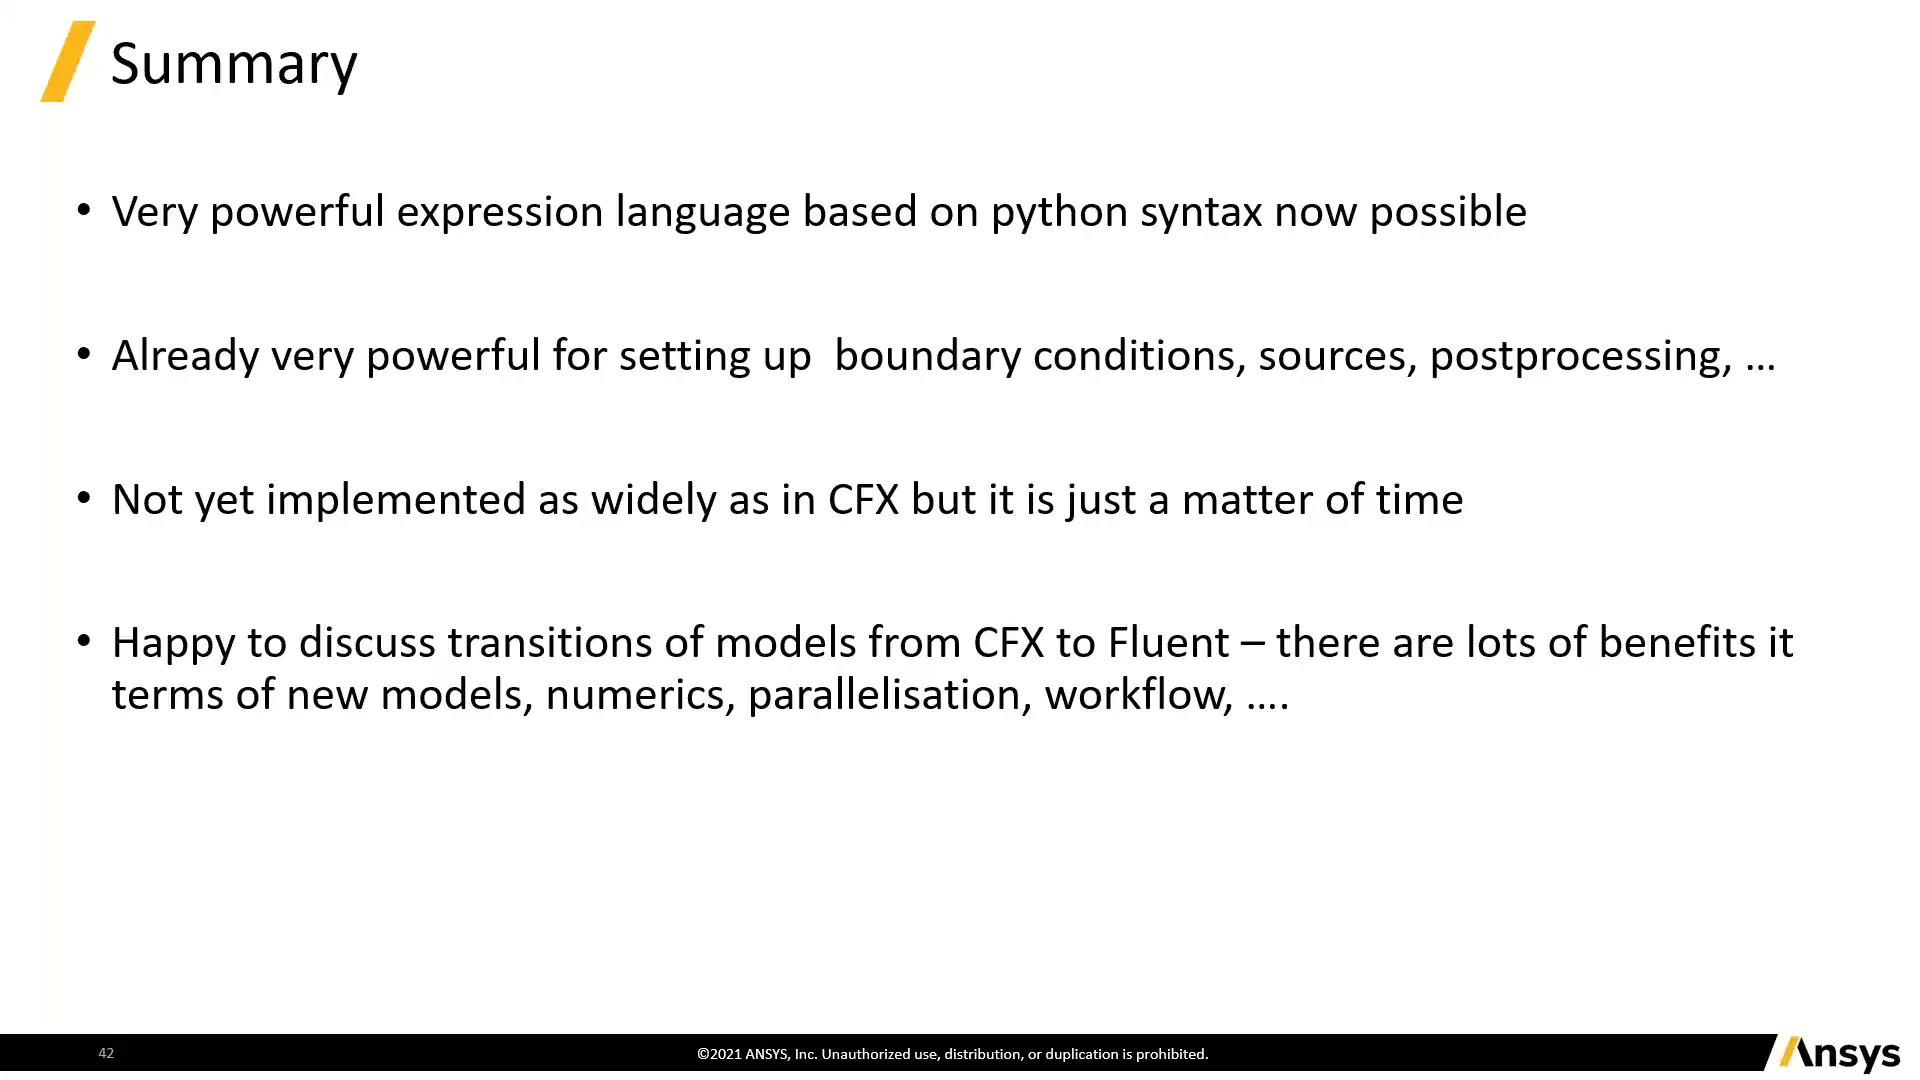 Summary
• Very powerful expression language based on python syntax now possible
• Already very powerful for setting up  boundary conditions, sources, postprocessing, …
• Not yet implemented as widely as in CFX but it is just a matter of time
• Happy to discuss transitions of models from CFX to Fluent – there are lots of benefits it
terms of new models, numerics, parallelisation, workflow, ….
42
©2021 ANSYS, Inc. Unauthorized use, distribution, or duplication is prohibited.
Ansys